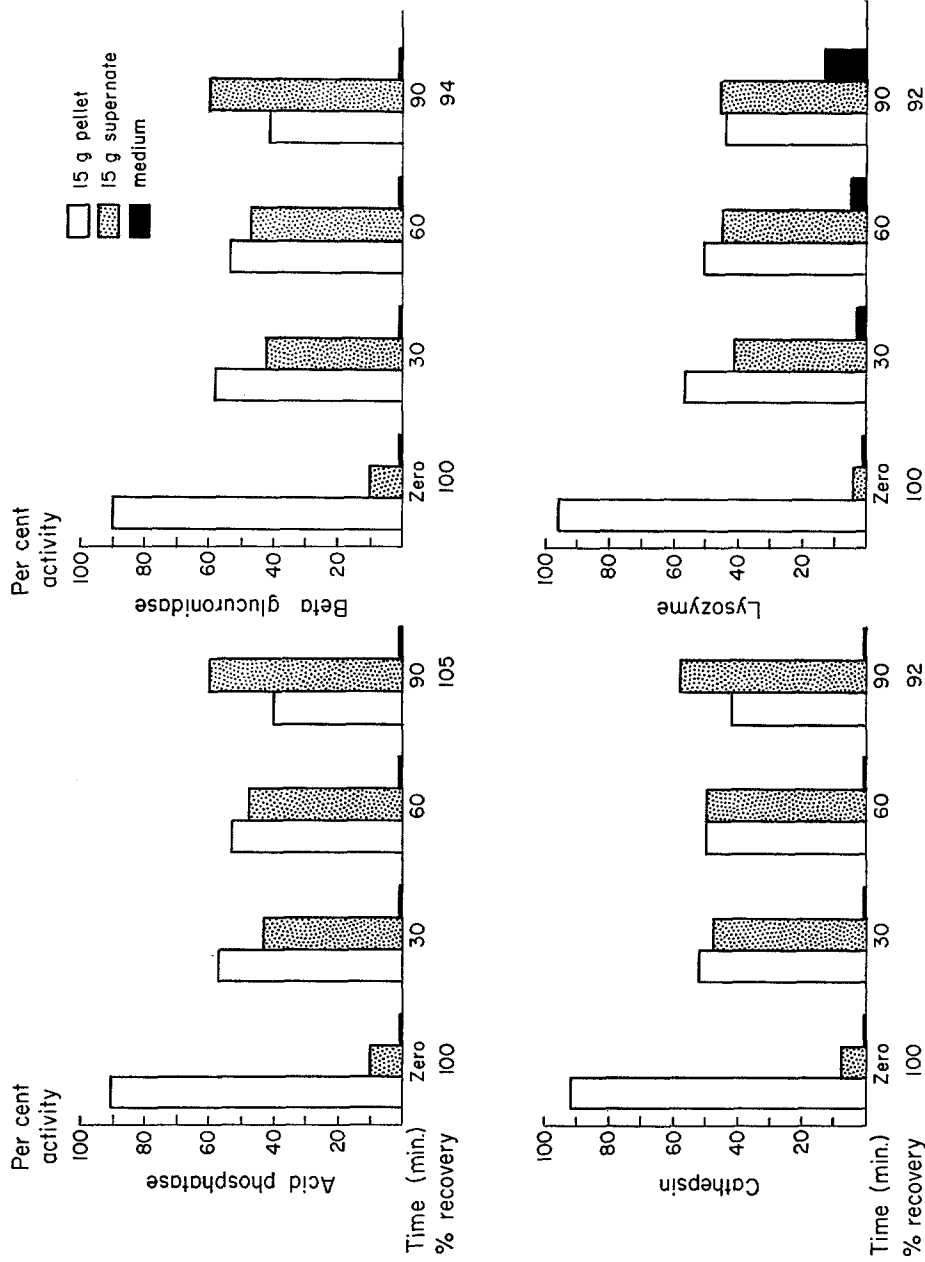 Per cent
activity
100
80
60
40
20
Acid phosphatase
Zero
30
60
90
Time (min.)
% recovery
100
105
Per cent
activity
100
80
60
40
20
Beta glucuronidase
Zero
30
60
90
100
94
15 g pellet
15 g supernate
medium
100
80
60
40
20
Cathepsin
Zero
30
60
90
Time (min.)
% recovery
100
92
100
80
60
40
20
Lysozyme
Zero
30
60
90
100
92